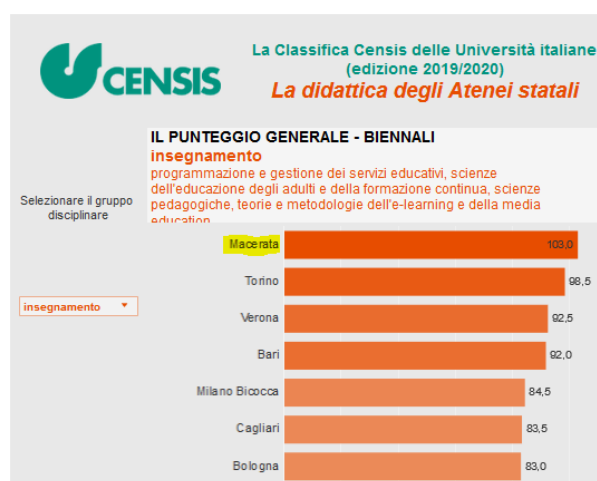 CENSIS
La Classifica Censis delle Università italiane
(edizione 2019/2020)
La didattica degli Atenei statali
IL PUNTEGGIO GENERALE - BIENNALI
insegnamento
programmazione e gestione dei servizi educativi, scienze
dell'educazione degli adulti e della formazione continua, scienze
pedagogiche, teorie e metodologie dell'e-learning e della media
education
Selezionare il gruppo
disciplinare
insegnamento
Macerata 103,0
Torino 98,5
Verona 92,5
Bari 92,0
Milano Bicocca 84,5
Cagliari 83,5
Bologna 83,0